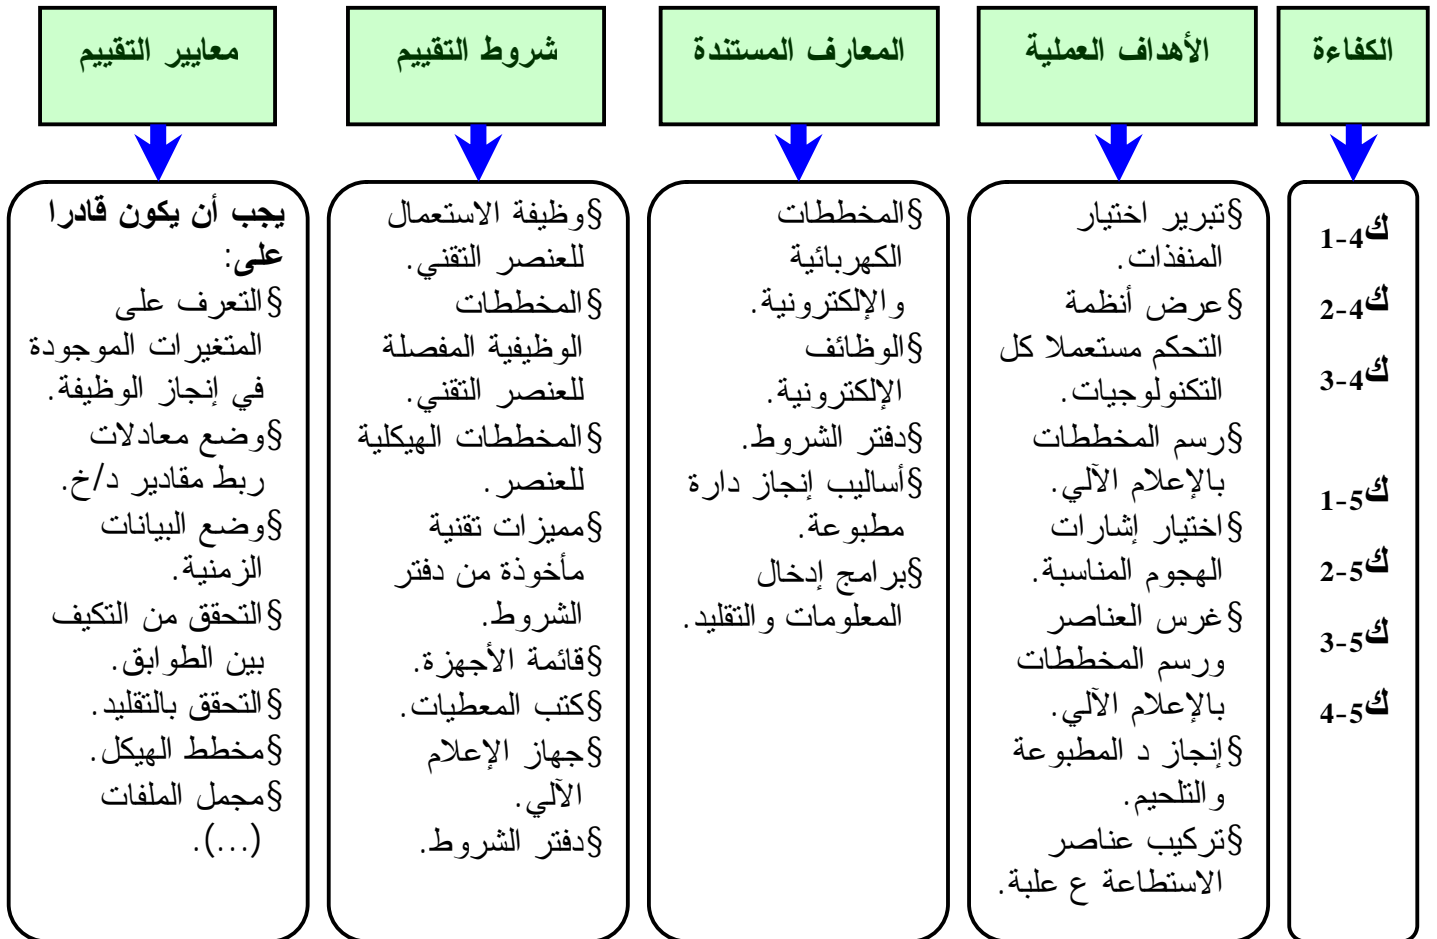 الكفاءة
الأهداف العملية
المعارف المستندة
شروط التقييم
معايير التقييم
ك4-1
ك4-2
ك4-3
ك5-1
ك5-2
ك5-3
ك5-4
§تبرير اختيار
المنفذات.
§عرض أنظمة
التحكم مستعملا كل
التكنولوجيات.
§رسم المخططات
بالإعلام الآلي.
§اختيار إشارات
الهجوم المناسبة.
§غرس العناصر
ورسم المخططات
بالإعلام الآلي.
§إنجاز د المطبوعة
والتلحيم.
§تركيب عناصر
الاستطاعة ع علبة.
§المخططات
الكهربائية
والإلكترونية.
§الوظائف
الإلكترونية.
§دفتر الشروط.
§أساليب إنجاز دارة
مطبوعة.
§برامج إدخال
المعلومات والتقليد.
§وظيفة الاستعمال
للعنصر التقني.
§المخططات
الوظيفية المفصلة
للعنصر التقني.
§المخططات الهيكلية
للعنصر.
§مميزات تقنية
مأخوذة من دفتر
الشروط.
§قائمة الأجهزة.
§كتب المعطيات.
§جهاز الإعلام
الآلي.
§دفتر الشروط.
يجب أن يكون قادرا
على:
§التعرف على
المتغيرات الموجودة
في إنجاز الوظيفة.
§وضع معادلات
ربط مقادير د/خ.
§وضع البيانات
الزمنية.
§التحقق من التكيف
بين الطوابق.
§التحقق بالتقليد.
§مخطط الهيكل.
§مجمل الملفات
(...).